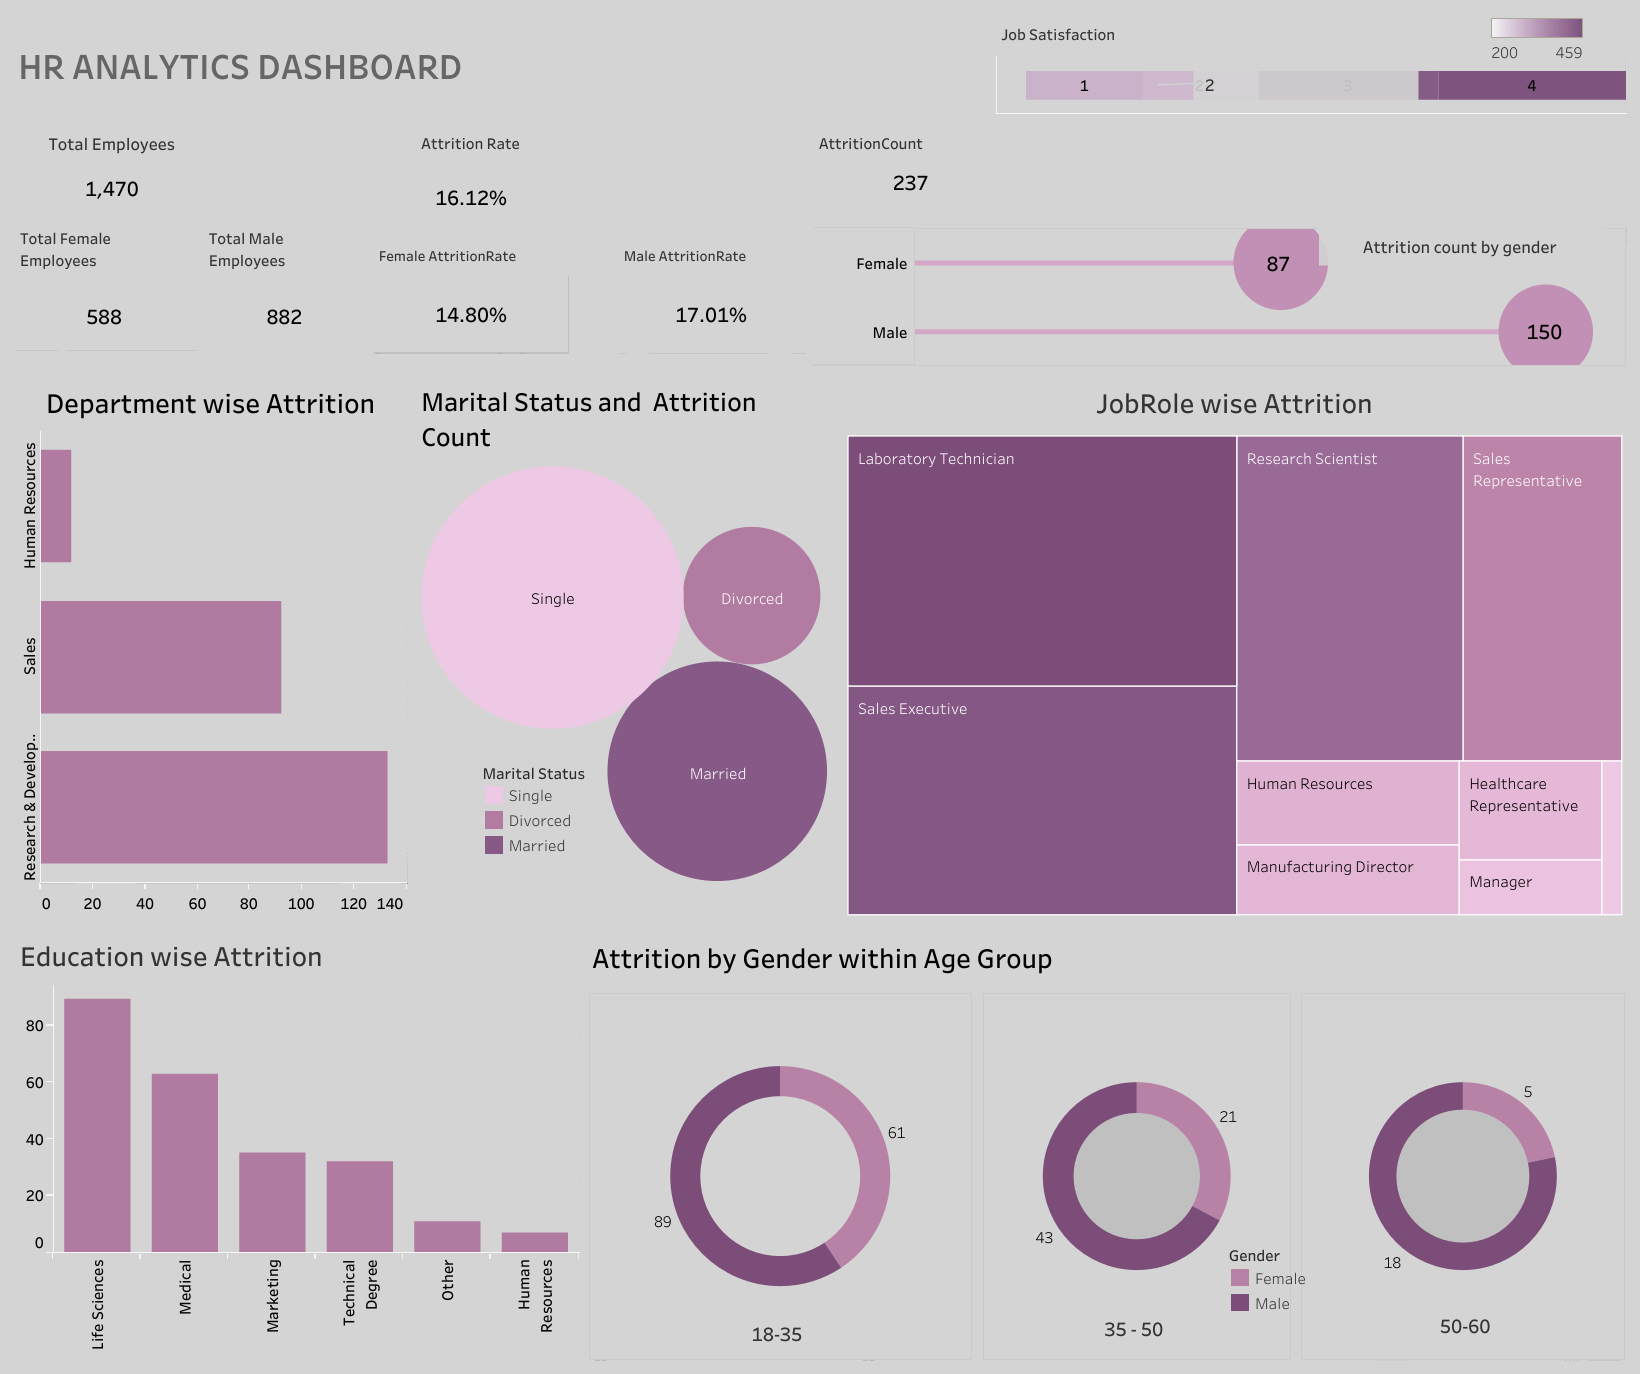 HR ANALYTICS DASHBOARD
Job Satisfaction
200 459
1 2 2 3 4
Total Employees
1,470
Attrition Rate
16.12%
AttritionCount
237
Total Female
Employees
588
Total Male
Employees
882
Female AttritionRate
14.80%
Male AttritionRate
17.01%
Attrition count by gender
Female
87
Male
150
Department wise Attrition
Human Resources
Sales
Research & Develop..
0 20 40 60 80 100 120 140
Marital Status and Attrition
Count
Single
Divorced
Married
Marital Status
Single
Divorced
Married
JobRole wise Attrition
Laboratory Technician
Sales Executive
Research Scientist
Sales
Representative
Human Resources
Manufacturing Director
Healthcare
Representative
Manager
Education wise Attrition
80
60
40
20
0
Life Sciences
Medical
Marketing
Technical
Degree
Other
Human
Resources
Attrition by Gender within Age Group
61
89
18-35
21
43
35 - 50
Gender
Female
Male
5
18
50-60